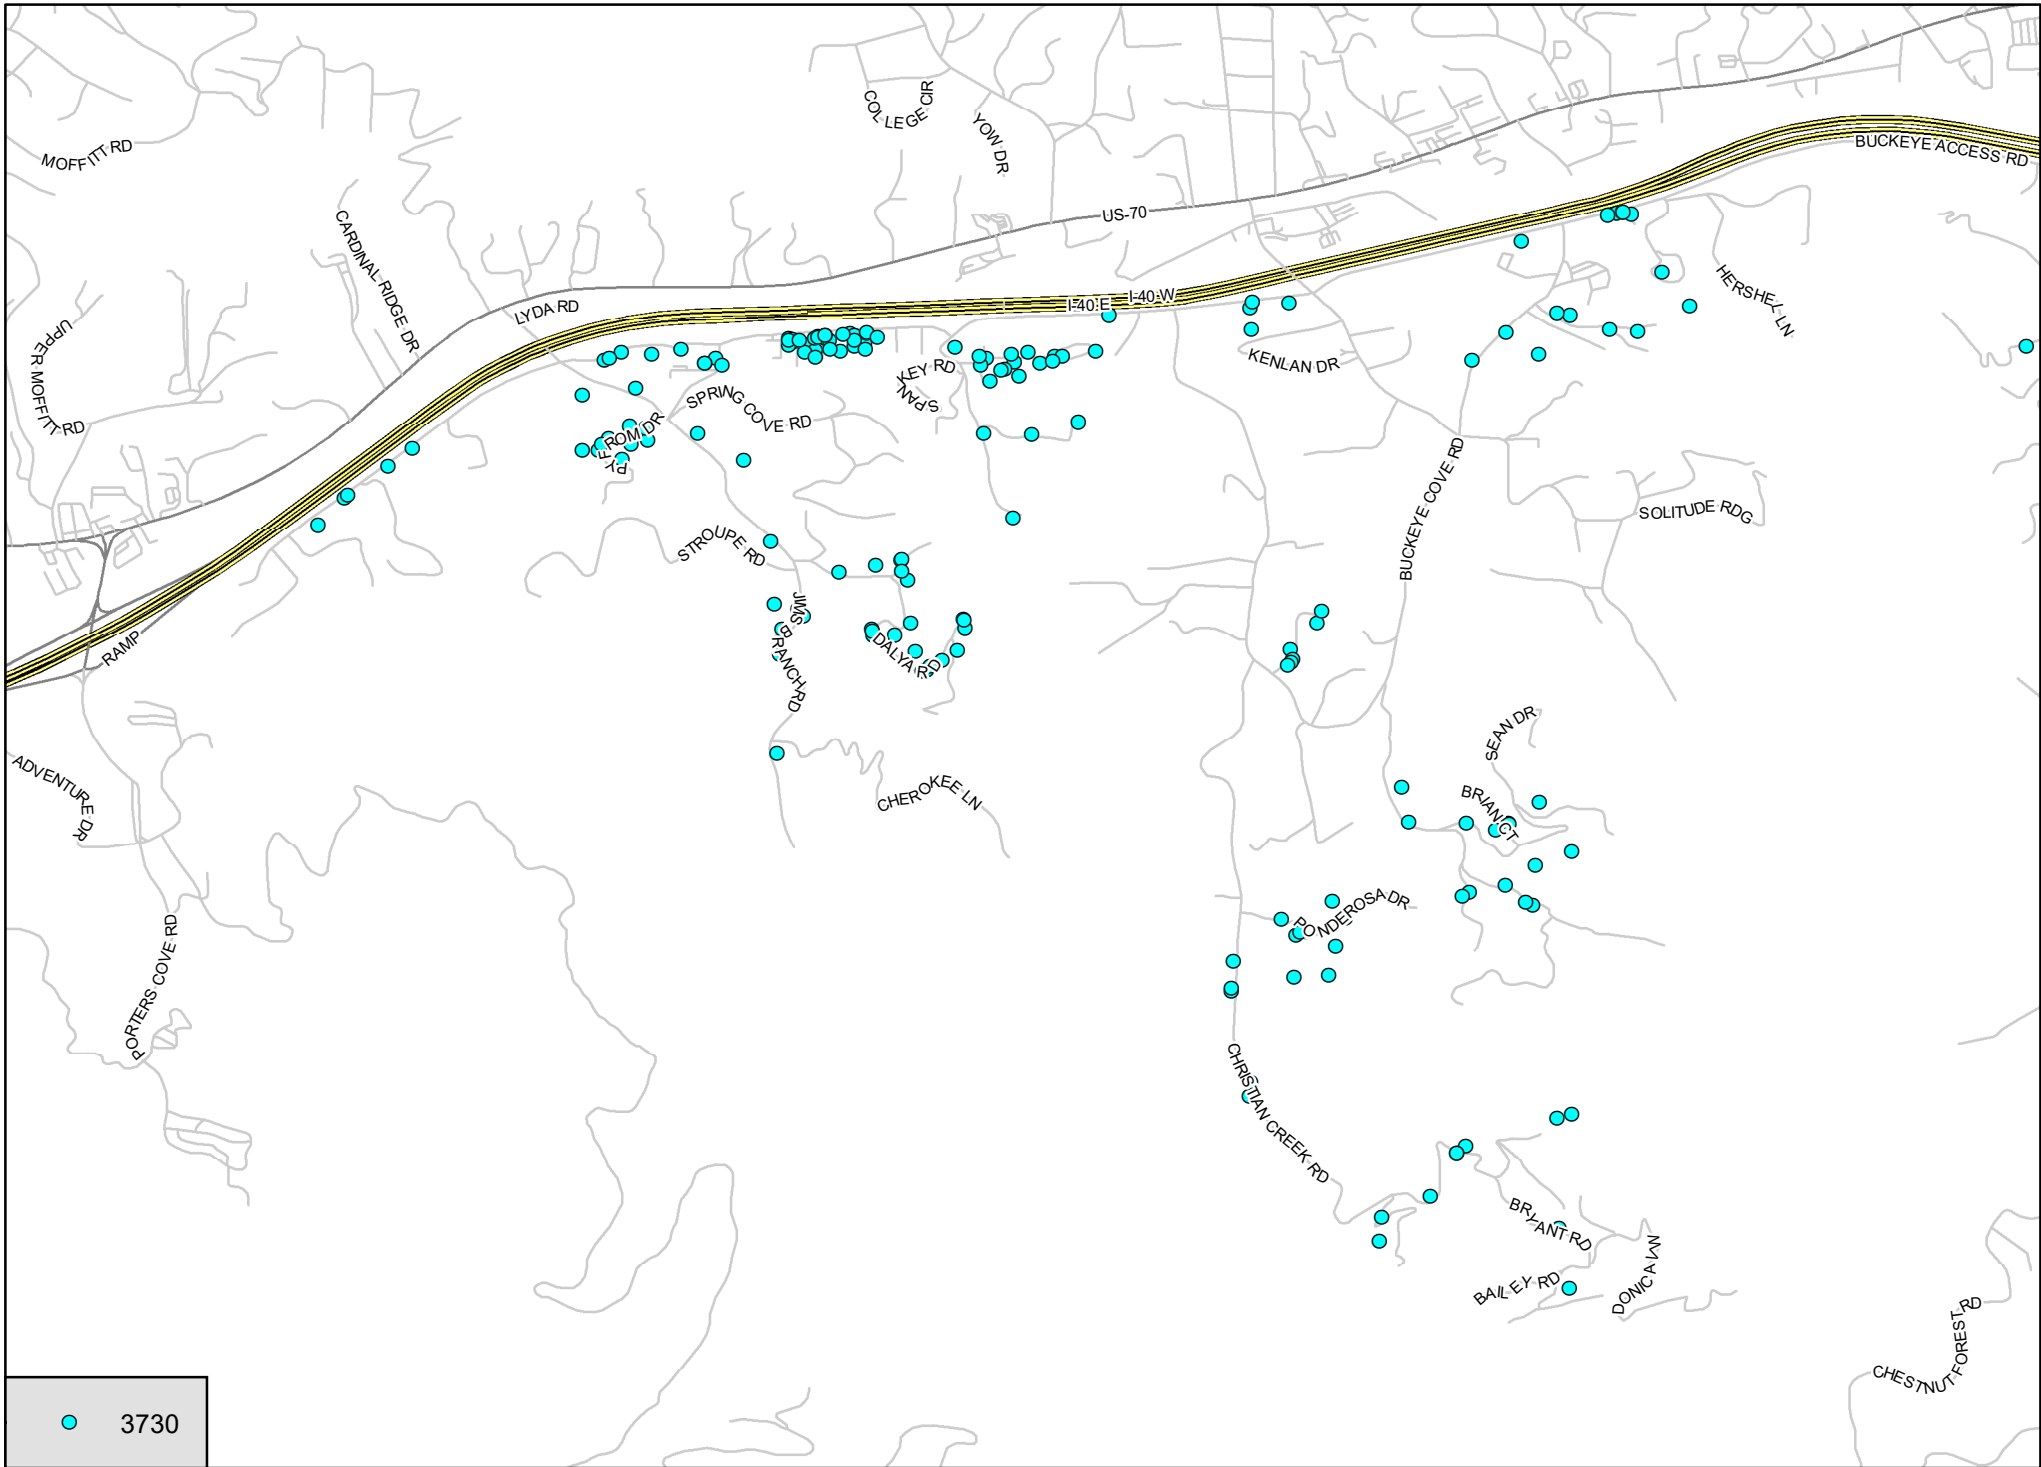 COLLEGE CIR
YOW DR
MOFFITT RD
BUCKEYE ACCESS RD
US-70
CARDINAL RIDGE DR
HERSHEY LN
I-40 W
I-40 E
LYDA RD
UPPER MOFFITT RD
KENLAN DR
KEY RD
SPAN
SPRING COVE RD
FROM DR
BUCKEYE COVE RD
SOLITUDE RDG
STROUPE RD
JIMS BRANCH RD
RAMP
DALYA RD
SEAN DR
ADVENTURE DR
CHEROKEE LN
BRIAN CT
PONDEROSA DR
PORTERS COVE RD
CHRISTIAN CREEK RD
BRYANT RD
BAILEY RD
DONICA LN
CHESTNUT FOREST RD
3730